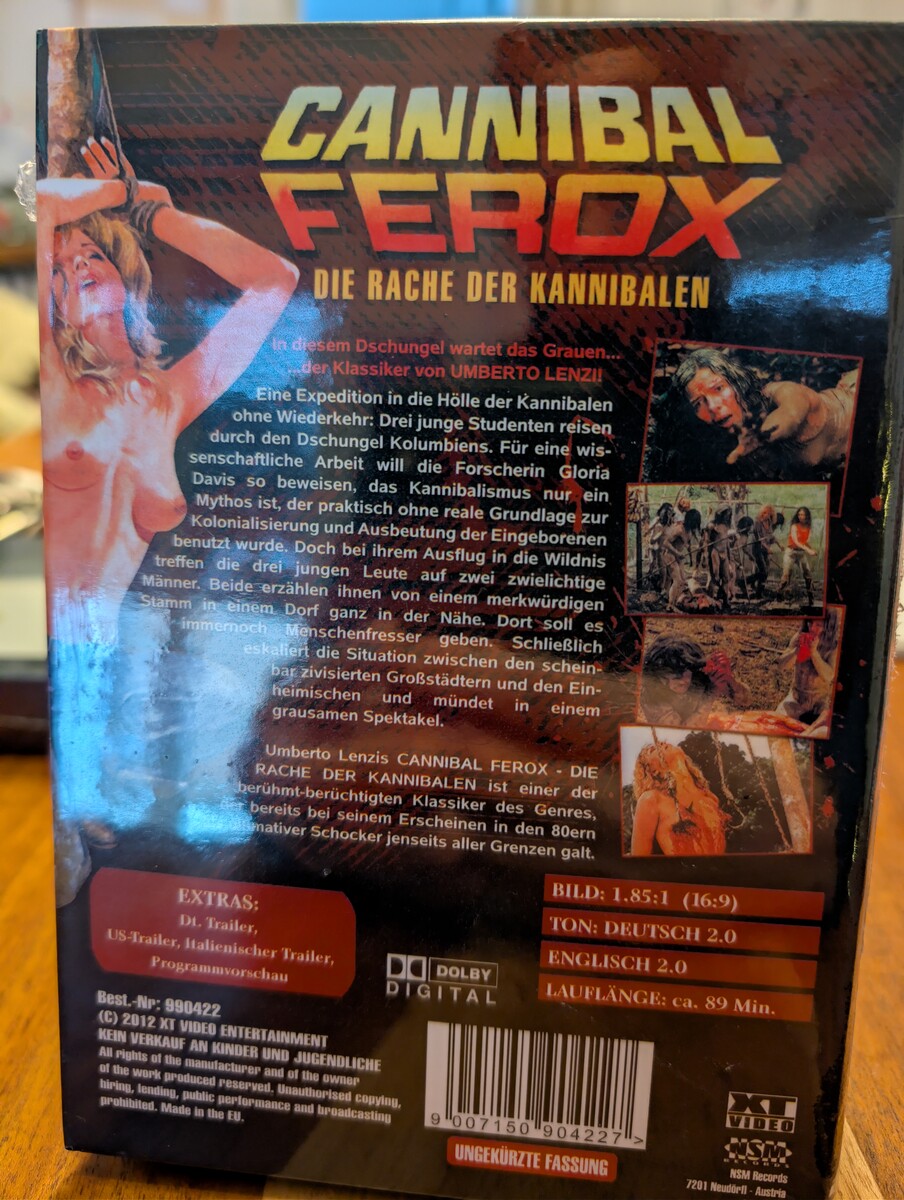 CANNIBAL
FEROX
DIE RACHE DER KANNIBALEN
In diesem Dschungel wartet das Grauen...
...der Klassiker von UMBERTO LENZI!
Eine Expedition in die Hölle der Kannibalen
ohne Wiederkehr: Drei junge Studenten reisen
durch den Dschungel Kolumbiens. Für eine wis-
senschaftliche Arbeit will die Forscherin Gloria
Davis so beweisen, das Kannibalismus nur ein
Mythos ist, der praktisch ohne reale Grundlage zur
Kolonialisierung und Ausbeutung der Eingeborenen
benutzt wurde. Doch bei ihrem Ausflug in die Wildnis
treffen die drei jungen Leute auf zwei zwielichtige
Männer. Beide erzählen ihnen von einem merkwürdigen
Stamm in einem Dorf ganz in der Nähe. Dort soll es
immernoch Menschenfresser geben. Schließlich
eskaliert die Situation zwischen den schein-
bar zivisierten Großstädtern und den Ein-
heimischen und mündet in einem
grausamen Spektakel.
Umberto Lenzis CANNIBAL FEROX - DIE
RACHE DER KANNIBALEN ist einer der
berühmt-berüchtigten Klassiker des Genres,
der bereits bei seinem Erscheinen in den 80ern
Schocker jenseits aller Grenzen galt.
EXTRAS:
Dt. Trailer,
US-Trailer, Italienischer Trailer,
Programmvorschau
BILD: 1.85:1 (16:9)
TON: DEUTSCH 2.0
ENGLISCH 2.0
LAUFLÄNGE: ca. 89 Min.
DOLBY
DIGITAL
Best.-Nr: 990422
(C) 2012 XT VIDEO ENTERTAINMENT
KEIN VERKAUF AN KINDER UND JUGENDLICHE
All rights of the manufacturer and of the owner
of the work produced reserved. Unauthorised copying,
hiring, lending, public performance and broadcasting
prohibited. Made in the EU.
9 007150 904227 >
UNGEKÜRZTE FASSUNG
XT
VIDEO
NSM
RECORDS
NSM Records
7201 Neudörfl - Austria